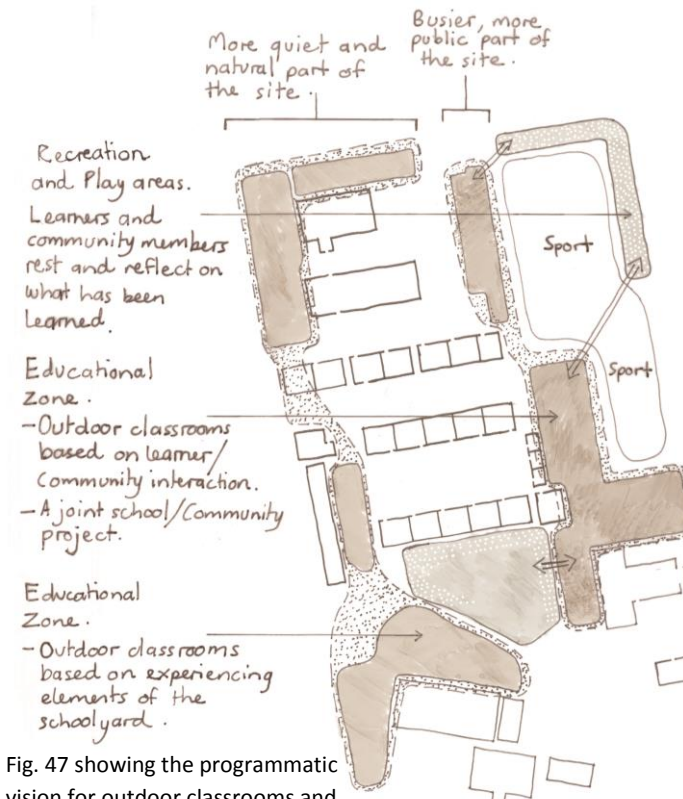 More quiet and
natural part of
the site.
Busier, more
public part of
the site.
Recreation
and Play areas.
Learners and
community members
rest and reflect on
what has been
learned.
Sport
Sport
Educational
Zone.
-Outdoor classrooms
based on learner/
Community interaction.
-A joint school/Community
project.
Educational
Zone.
-Outdoor classrooms
based on experiencing
elements of the
schoolyard.
Fig. 47 showing the programmatic
vision for outdoor classrooms and